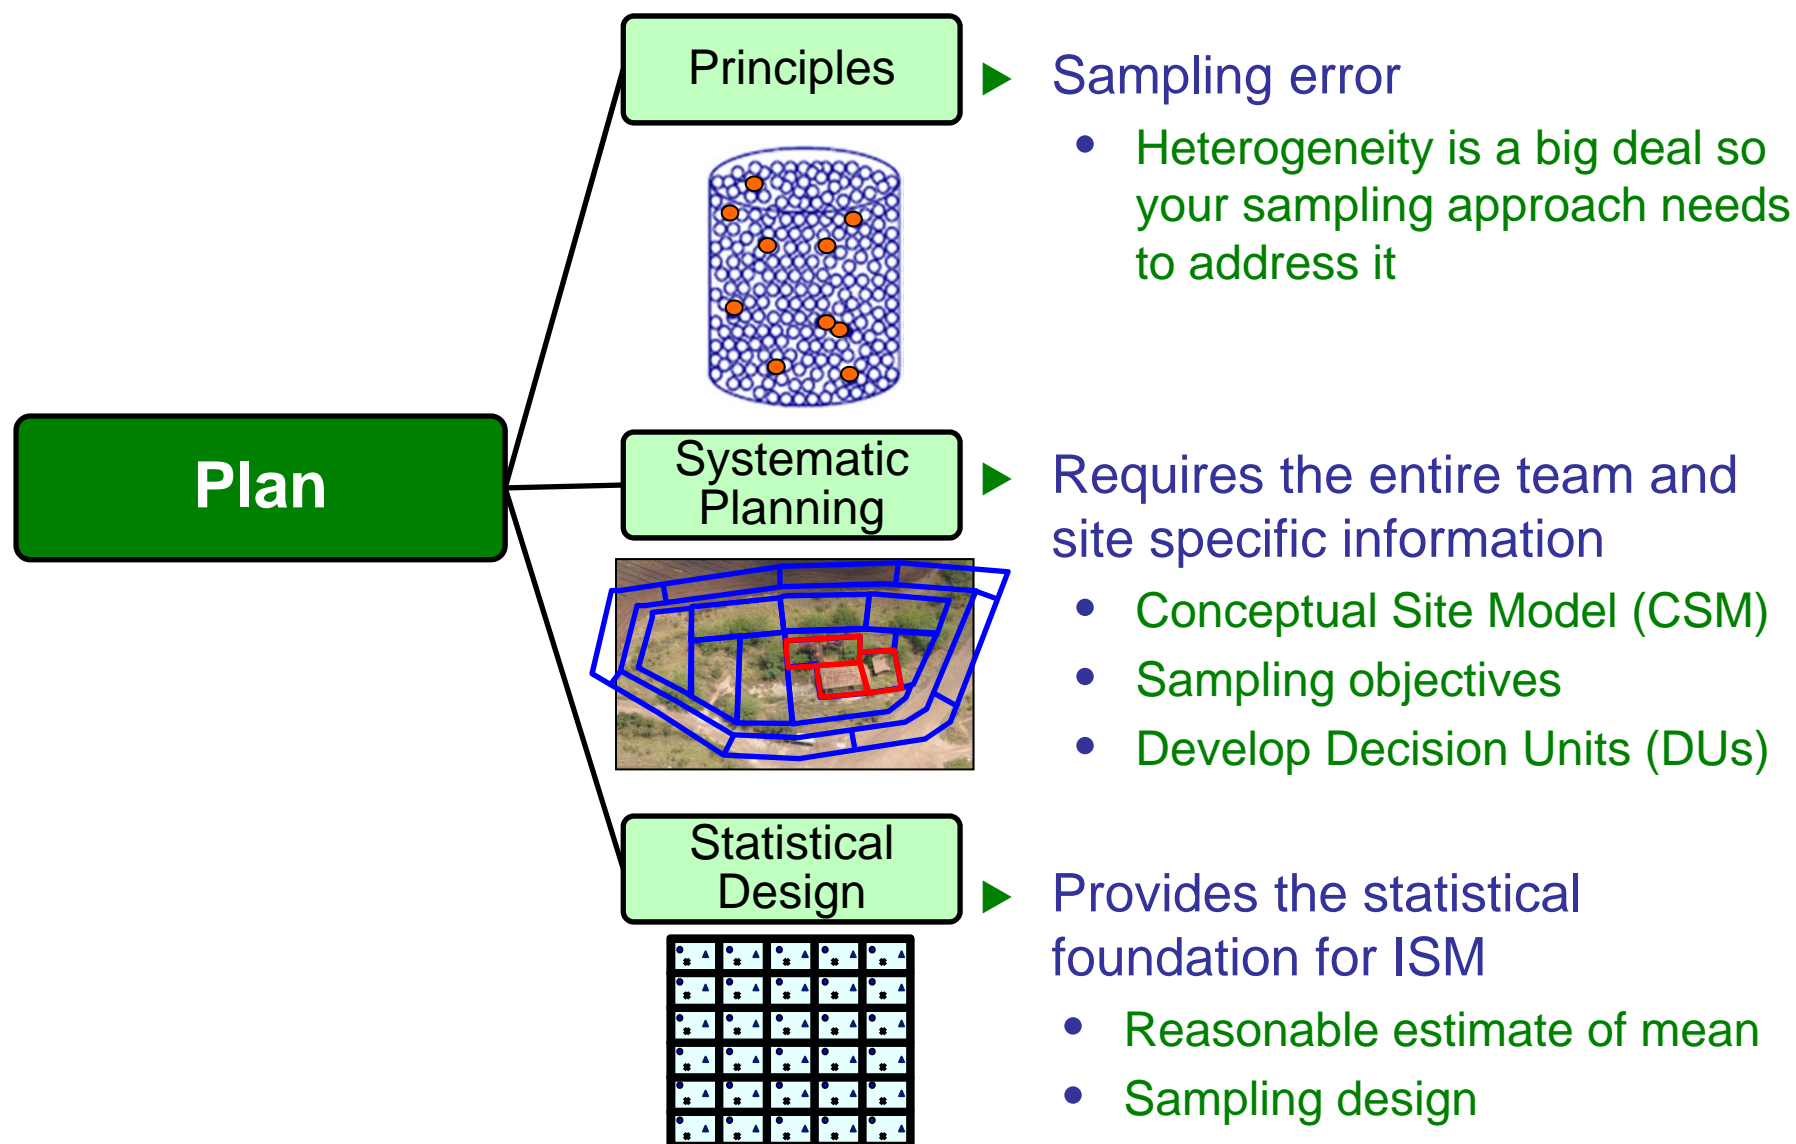 Plan
Principles
Sampling error
• Heterogeneity is a big deal so
your sampling approach needs
to address it
Systematic
Planning
Requires the entire team and
site specific information
• Conceptual Site Model (CSM)
• Sampling objectives
• Develop Decision Units (DUs)
Statistical
Design
Provides the statistical
foundation for ISM
• Reasonable estimate of mean
• Sampling design